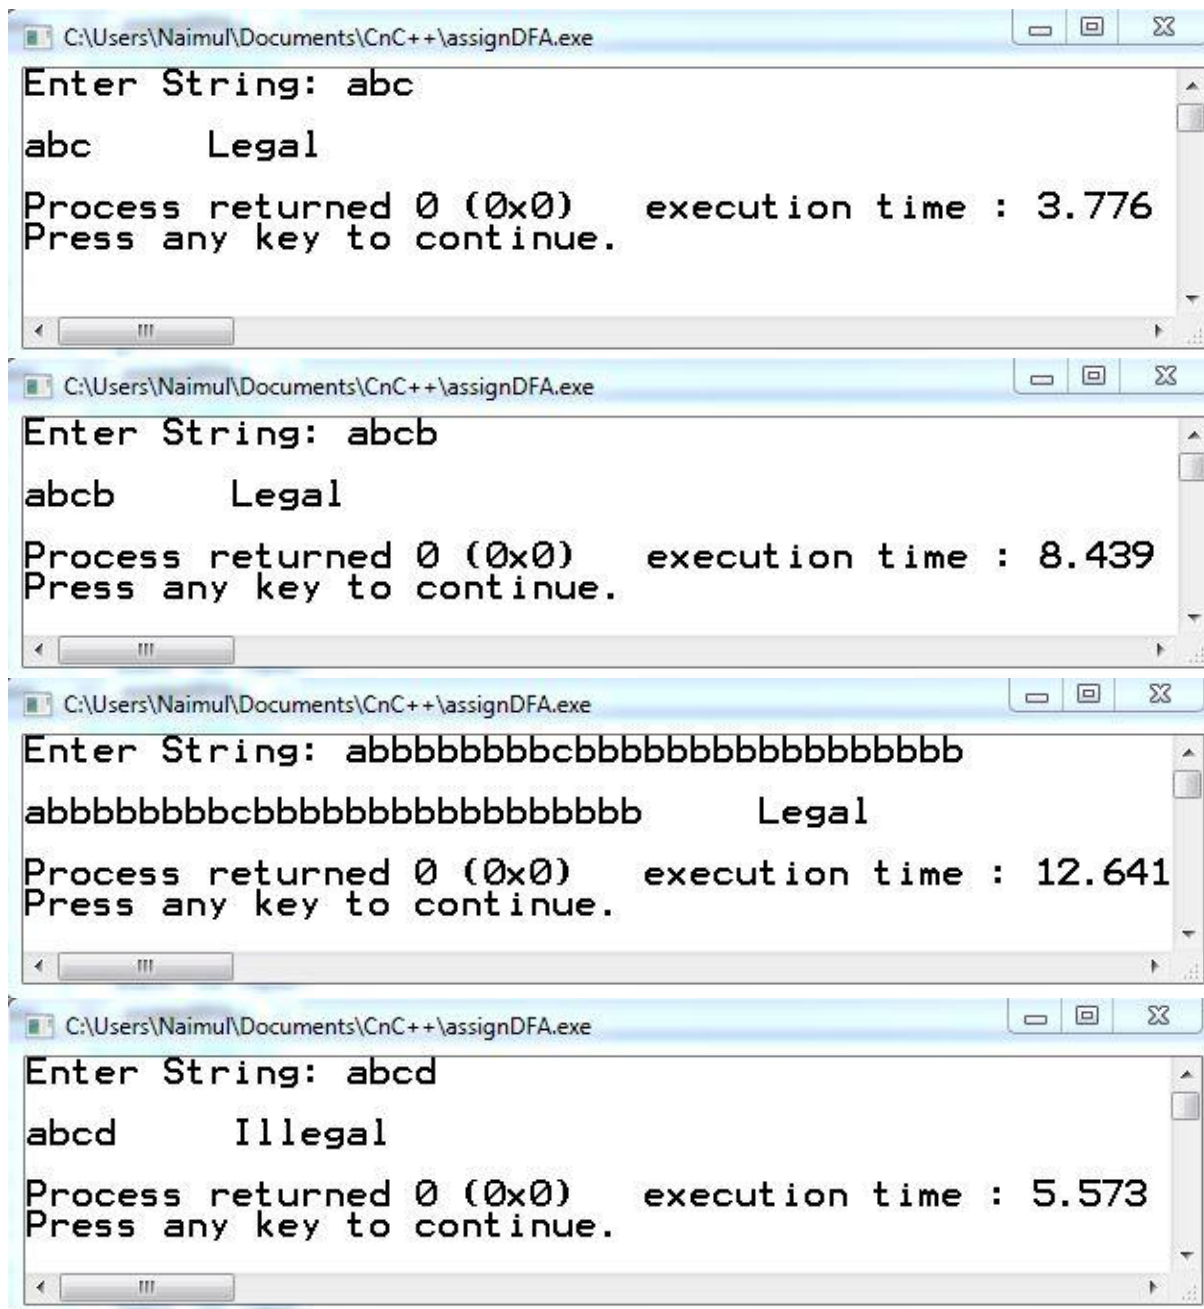 C:\Users\Naimul\Documents\CnC++\assignDFA.exe
Enter String: abc
abc     Legal
Process returned 0 (0x0)   execution time : 3.776
Press any key to continue.
C:\Users\Naimul\Documents\CnC++\assignDFA.exe
Enter String: abcb
abcb     Legal
Process returned 0 (0x0)   execution time : 8.439
Press any key to continue.
C:\Users\Naimul\Documents\CnC++\assignDFA.exe
Enter String: abbbbbbbbcbbbbbbbbbbbbbbbbb
abbbbbbbbcbbbbbbbbbbbbbbbbb     Legal
Process returned 0 (0x0)   execution time : 12.641
Press any key to continue.
C:\Users\Naimul\Documents\CnC++\assignDFA.exe
Enter String: abcd
abcd     Illegal
Process returned 0 (0x0)   execution time : 5.573
Press any key to continue.